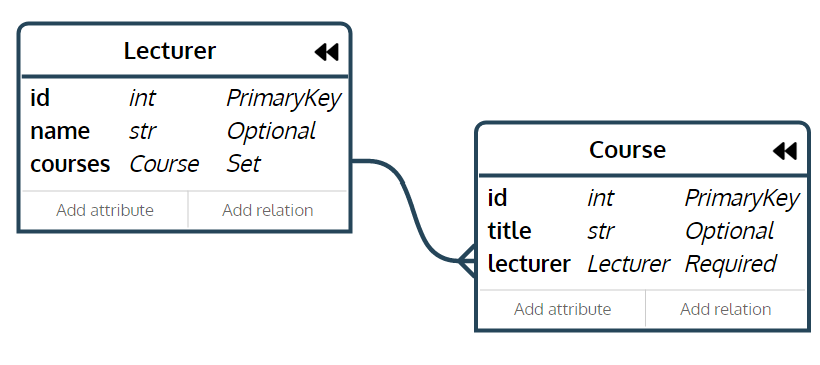 Lecturer
id int PrimaryKey
name str Optional
courses Course Set
Add attribute Add relation
Course
id int PrimaryKey
title str Optional
lecturer Lecturer Required
Add attribute Add relation